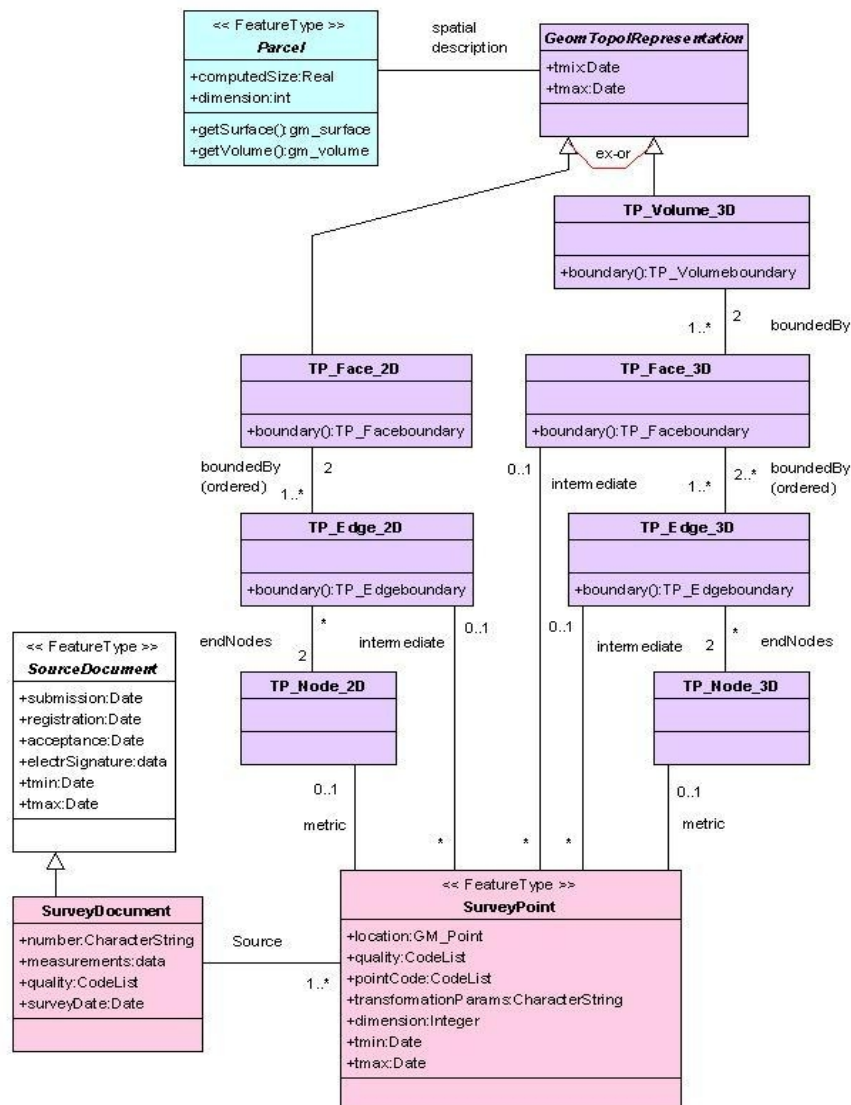 << FeatureType >>
Parcel
+computedSize:Real
+dimension:int
+getSurface():gm_surface
+getVolume():gm_volume
spatial
description
GeomTopolRepresentation
+tmix:Date
+tmax:Date
ex-or
TP_Volume_3D
+boundary():TP_Volumeboundary
1..*
2
boundedBy
TP_Face_2D
+boundary():TP_Faceboundary
TP_Face_3D
+boundary():TP_Faceboundary
boundedBy
(ordered)
2
1..*
0..1
intermediate
2..*
1..*
boundedBy
(ordered)
TP_Edge_2D
+boundary():TP_Edgeboundary
TP_Edge_3D
+boundary():TP_Edgeboundary
endNodes
*
2
intermediate
0..1
0..1
intermediate
*
2
endNodes
TP_Node_2D
TP_Node_3D
<< FeatureType >>
SourceDocument
+submission:Date
+registration:Date
+acceptance:Date
+electrSignature:data
+tmin:Date
+tmax:Date
0..1
metric
*
*
*
0..1
metric
SurveyDocument
+number:CharacterString
+measurements:data
+quality:CodeList
+surveyDate:Date
Source
1..*
<< FeatureType >>
SurveyPoint
+location:GM_Point
+quality:CodeList
+pointCode:CodeList
+transformationParams:CharacterString
+dimension:Integer
+tmin:Date
+tmax:Date